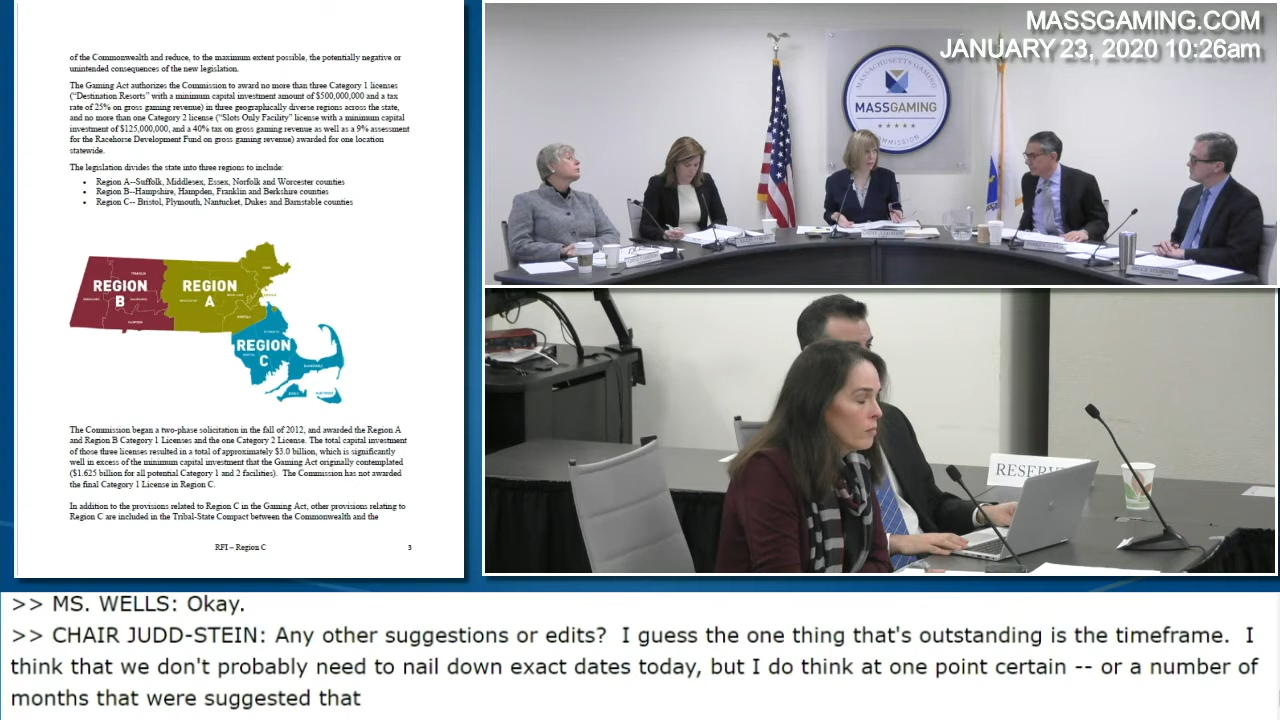 of the Commonwealth and reduce, to the maximum extent possible, the potentially negative or
unintended consequences of the new legislation.
The Gaming Act authorizes the Commission to award no more than three Category 1 licenses
("Destination Resorts" with a minimum capital investment amount of $500,000,000 and a tax
rate of 25% on gross gaming revenue) in three geographically diverse regions across the state,
and no more than one Category 2 license ("Slots Only Facility" license with a minimum capital
investment of $125,000,000, and a 40% tax on gross gaming revenue as well as a 9% assessment
for the Racehorse Development Fund on gross gaming revenue) awarded for one location
statewide.
The legislation divides the state into three regions to include:
• Region A--Suffolk, Middlesex, Essex, Norfolk and Worcester counties
• Region B--Hampshire, Hampden, Franklin and Berkshire counties
• Region C-- Bristol, Plymouth, Nantucket, Dukes and Barnstable counties
REGION
B
REGION
A
REGION
C
The Commission began a two-phase solicitation in the fall of 2012, and awarded the Region A
and Region B Category 1 Licenses and the one Category 2 License. The total capital investment
of those three licenses resulted in a total of approximately $3.0 billion, which is significantly
well in excess of the minimum capital investment that the Gaming Act originally contemplated
($1.625 billion for all potential Category 1 and 2 facilities). The Commission has not awarded
the final Category 1 License in Region C.
In addition to the provisions related to Region C in the Gaming Act, other provisions relating to
Region C are included in the Tribal-State Compact between the Commonwealth and the
RFI – Region C 3
MASSGAMING.COM
JANUARY 23, 2020 10:26am
MASSACHUSETTS GAMING
MASSGAMING
COMMISSION
RESERVE
>> MS. WELLS: Okay.
>> CHAIR JUDD-STEIN: Any other suggestions or edits? I guess the one thing that's outstanding is the timeframe. I
think that we don't probably need to nail down exact dates today, but I do think at one point certain -- or a number of
months that were suggested that